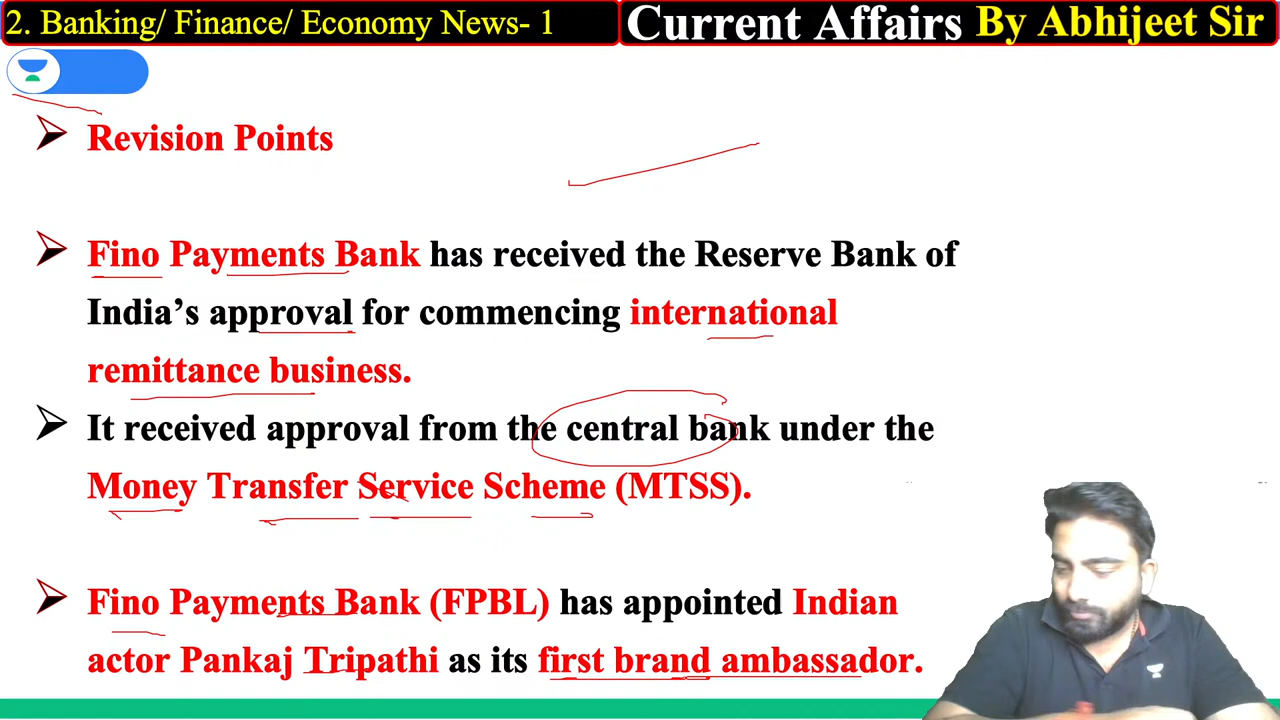 2. Banking/ Finance/ Economy News- 1
Current Affairs By Abhijeet Sir
Revision Points
Fino Payments Bank has received the Reserve Bank of
India’s approval for commencing international
remittance business.
It received approval from the central bank under the
Money Transfer Service Scheme (MTSS).
Fino Payments Bank (FPBL) has appointed Indian
actor Pankaj Tripathi as its first brand ambassador.